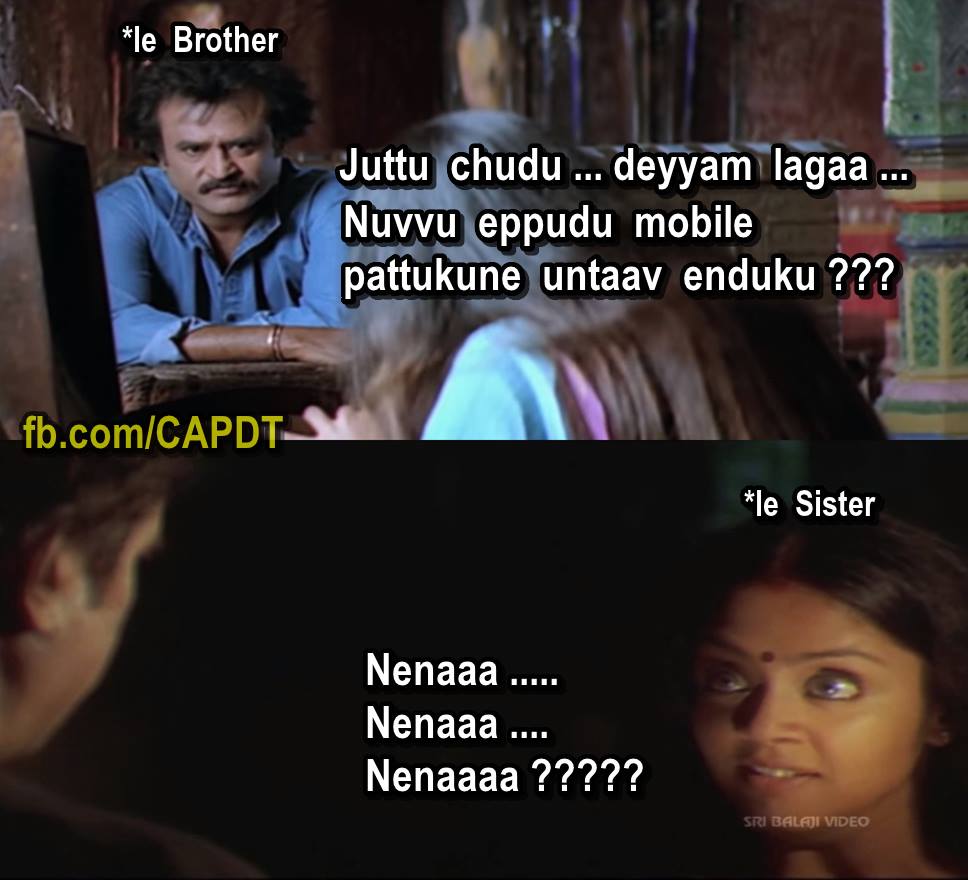 *le Brother
Juttu chudu ... deyyam lagaa ...
Nuvvu eppudu mobile
pattukune untaav enduku ???
fb.com/CAPDT
*le Sister
Nenaaa .....
Nenaaa ....
Nenaaaa ?????
SRI BALAJI VIDEO